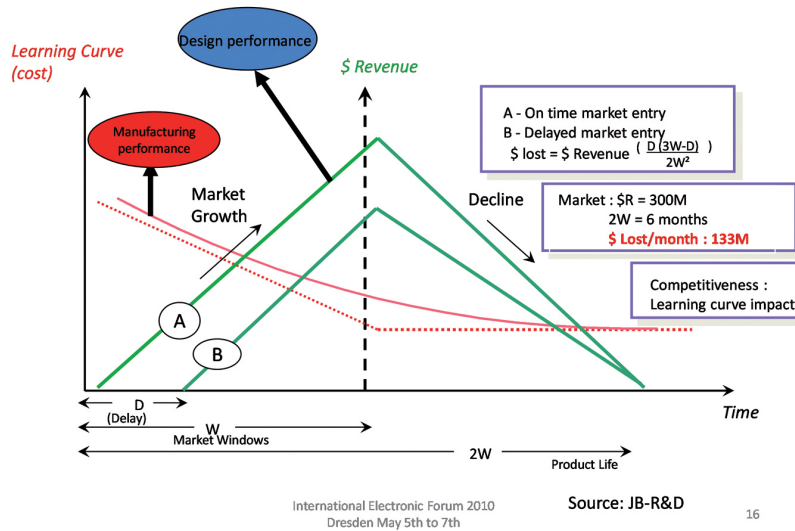 Learning Curve
(cost)
Design performance
$ Revenue
Manufacturing
performance
Market
Growth
Decline
A - On time market entry
B - Delayed market entry
$ lost = $ Revenue ( D (3W-D) )
2W²
Market : $R = 300M
2W = 6 months
$ Lost/month : 133M
Competitiveness :
Learning curve impact
A
B
D
(Delay)
Time
W
Market Windows
2W
Product Life
International Electronic Forum 2010
Dresden May 5th to 7th
Source: JB-R&D
16